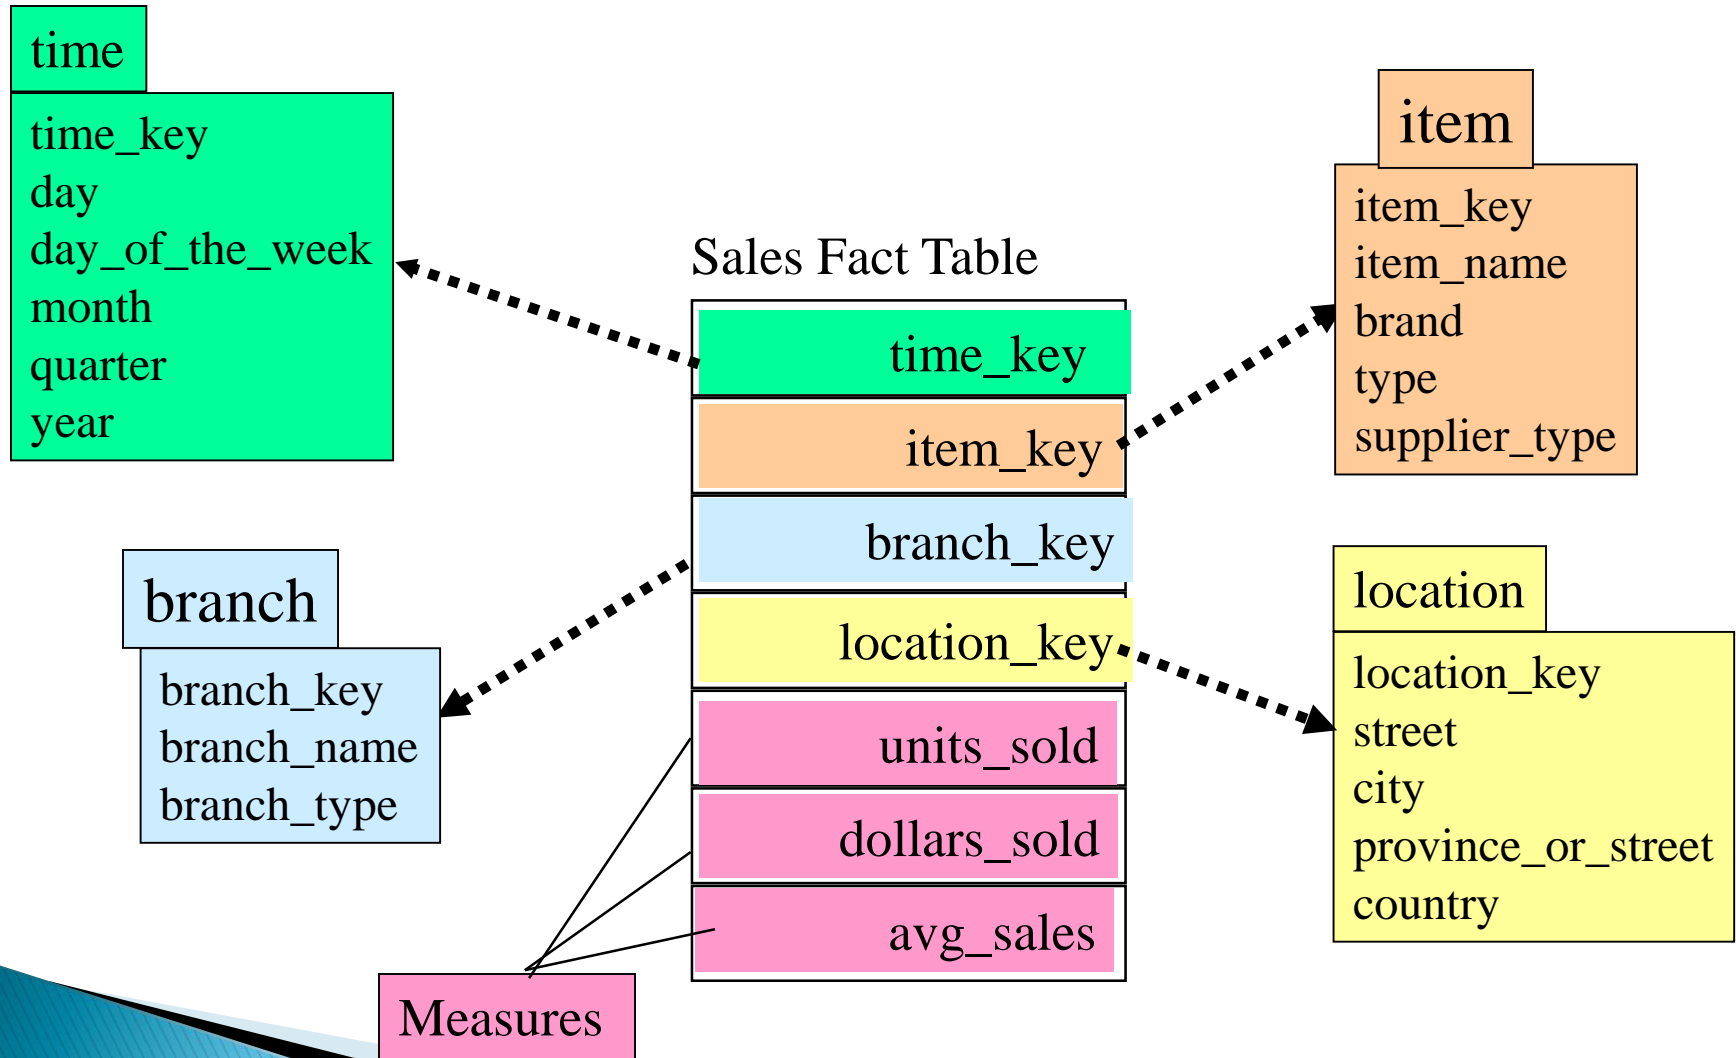 time
time_key
day
day_of_the_week
month
quarter
year
item
item_key
item_name
brand
type
supplier_type
Sales Fact Table
time_key
item_key
branch_key
location_key
units_sold
dollars_sold
avg_sales
branch
branch_key
branch_name
branch_type
location
location_key
street
city
province_or_street
country
Measures